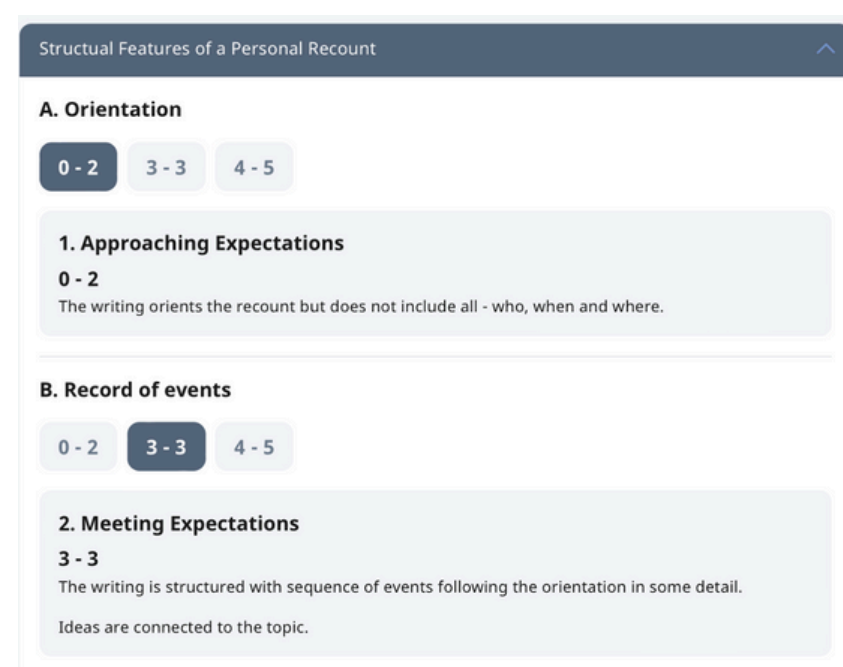 Structual Features of a Personal Recount
A. Orientation
0 - 2
3 - 3
4 - 5
1. Approaching Expectations
0 - 2
The writing orients the recount but does not include all - who, when and where.
B. Record of events
0 - 2
3 - 3
4 - 5
2. Meeting Expectations
3 - 3
The writing is structured with sequence of events following the orientation in some detail.
Ideas are connected to the topic.